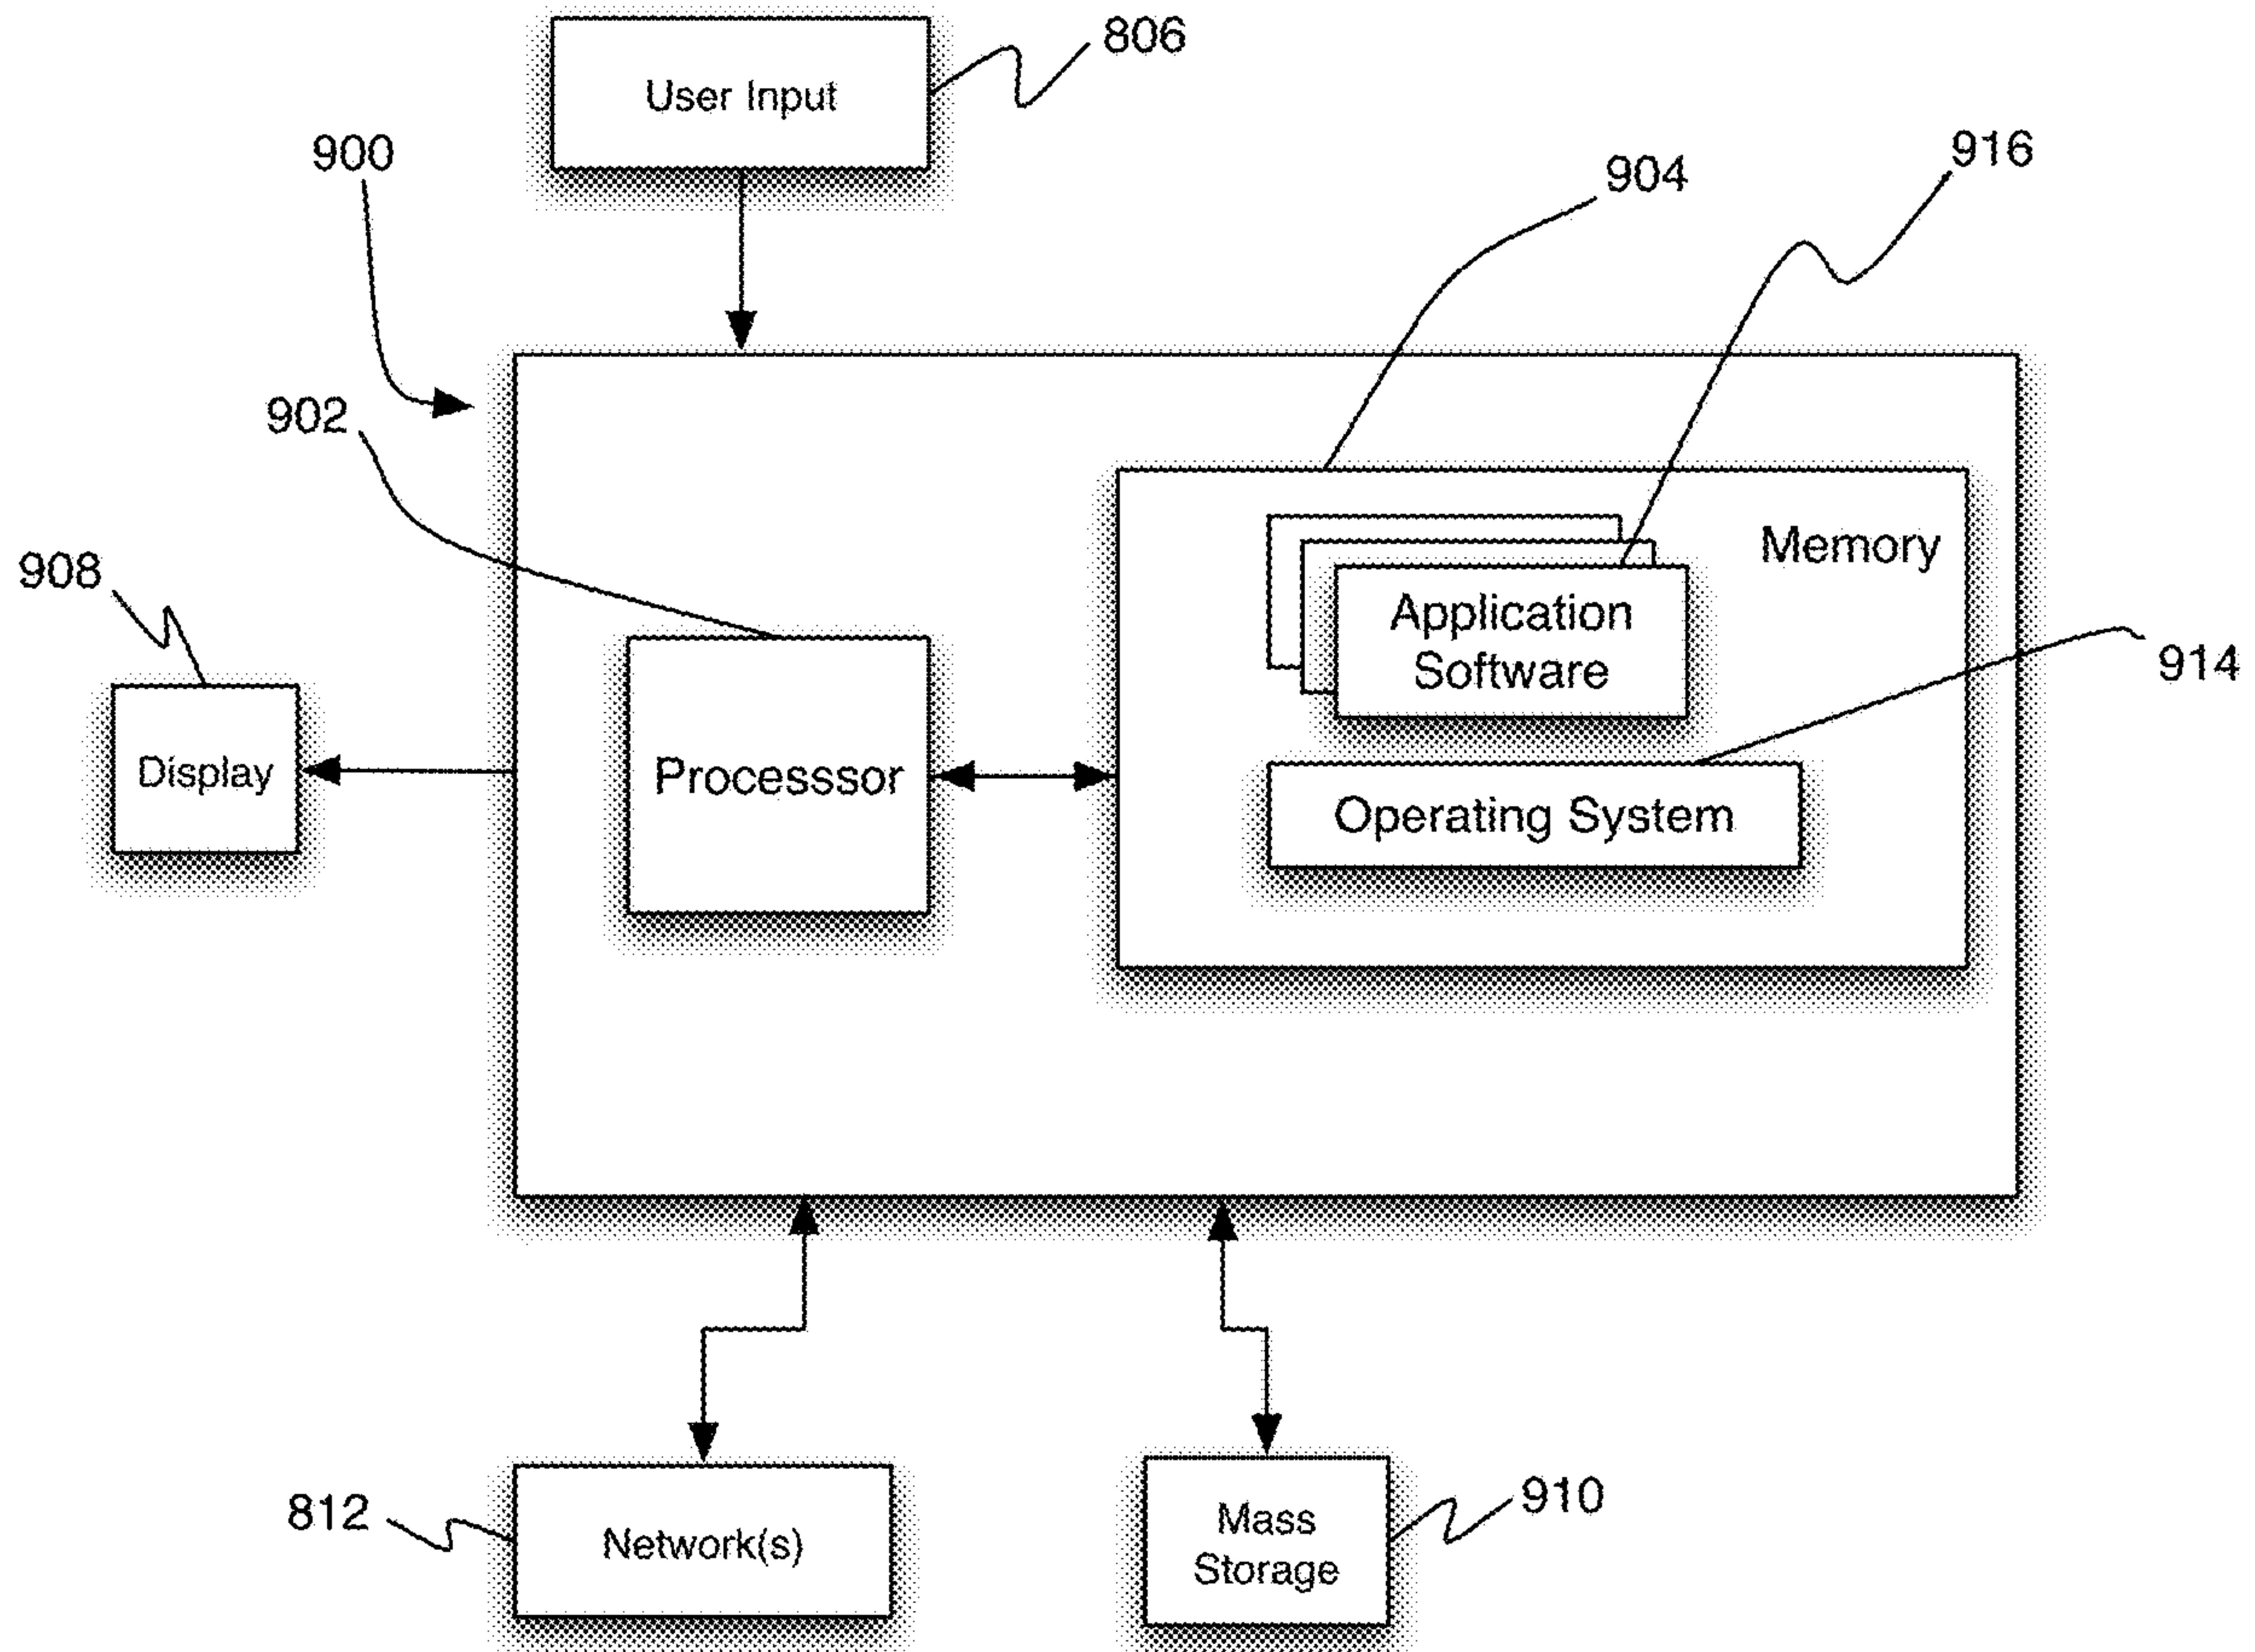 806
User Input
900
916
904
902
Memory
908
Application
Software
914
Display
Processsor
Operating System
812
Network(s)
Mass
Storage
910